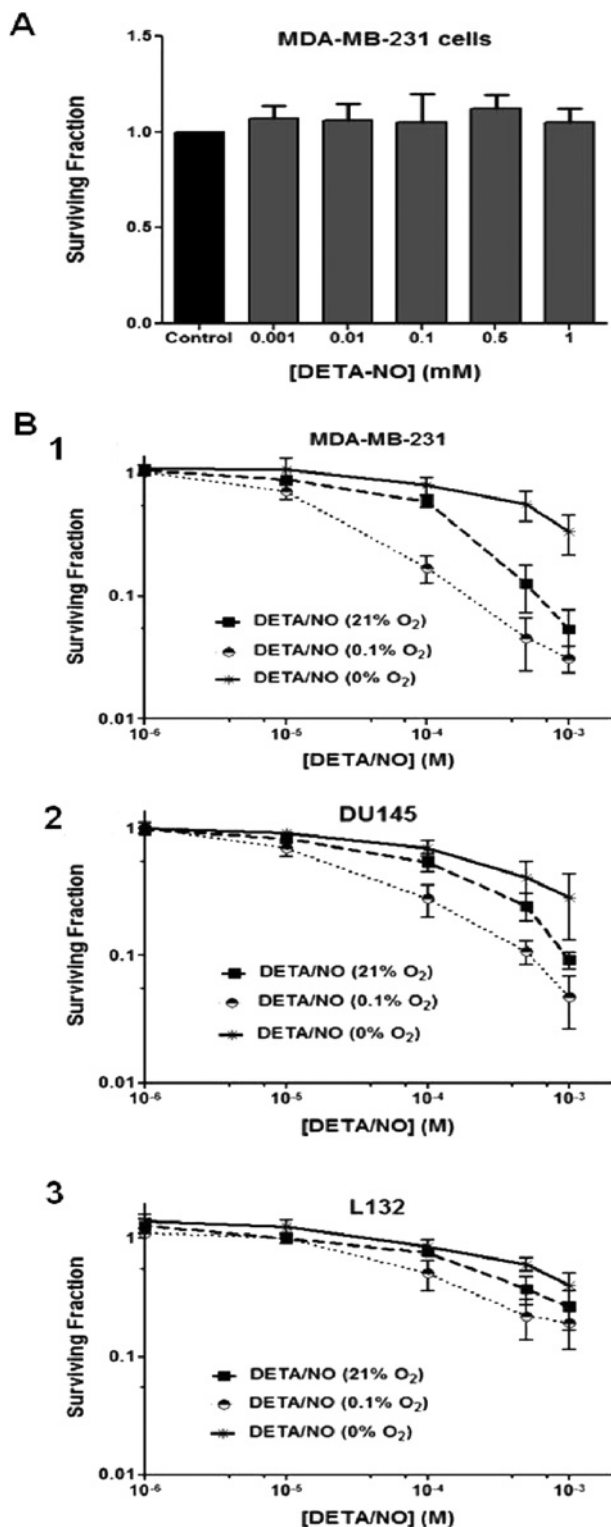 A
MDA-MB-231 cells
1.5
1.0
0.5
0.0
Surviving Fraction
Control 0.001 0.01 0.1 0.5 1
[DETA-NO] (mM)
B
1
MDA-MB-231
1
0.1
0.01
Surviving Fraction
DETA/NO (21% O₂)
DETA/NO (0.1% O₂)
DETA/NO (0% O₂)
10⁻⁶ 10⁻⁵ 10⁻⁴ 10⁻³
[DETA/NO] (M)
2
DU145
1
0.1
0.01
Surviving Fraction
DETA/NO (21% O₂)
DETA/NO (0.1% O₂)
DETA/NO (0% O₂)
10⁻⁶ 10⁻⁵ 10⁻⁴ 10⁻³
[DETA/NO] (M)
3
L132
1
0.1
0.01
Surviving Fraction
DETA/NO (21% O₂)
DETA/NO (0.1% O₂)
DETA/NO (0% O₂)
10⁻⁶ 10⁻⁵ 10⁻⁴ 10⁻³
[DETA/NO] (M)